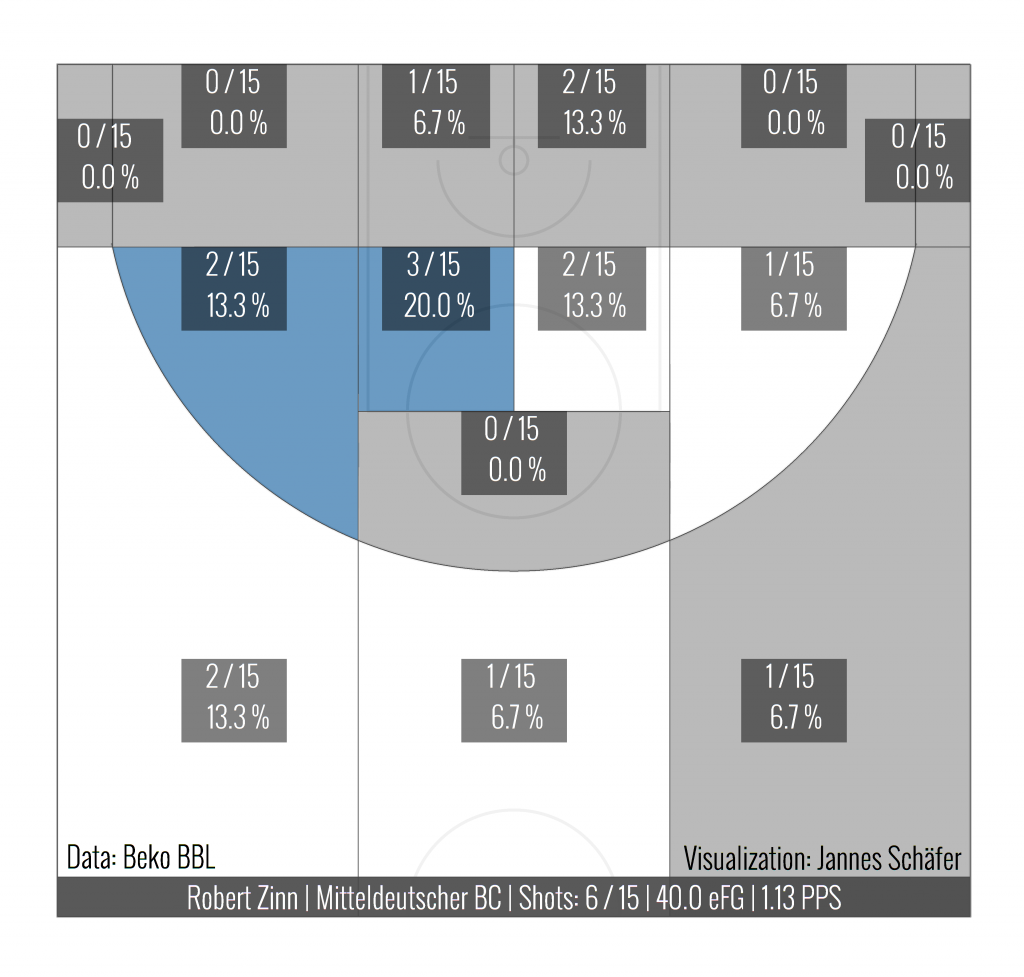 0 / 15
0.0 %
1 / 15
6.7 %
2 / 15
13.3 %
0 / 15
0.0 %
0 / 15
0.0 %
0 / 15
0.0 %
2 / 15
13.3 %
3 / 15
20.0 %
2 / 15
13.3 %
1 / 15
6.7 %
0 / 15
0.0 %
2 / 15
13.3 %
1 / 15
6.7 %
1 / 15
6.7 %
Data: Beko BBL
Visualization: Jannes Schäfer
Robert Zinn | Mitteldeutscher BC | Shots: 6 / 15 | 40.0 eFG | 1.13 PPS